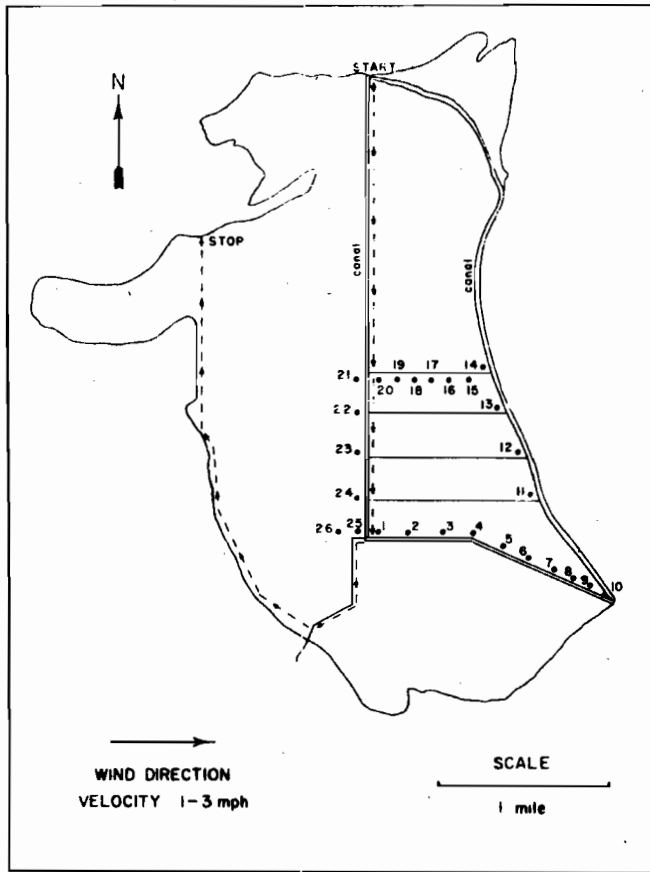 START
N
STOP
canal
canal
19 17 14
21
20 18 16 15
22 13
23 12
24 11
26 25 1 2 3 4
5
6
7
8
9
10
WIND DIRECTION
VELOCITY 1-3 mph
SCALE
1 mile